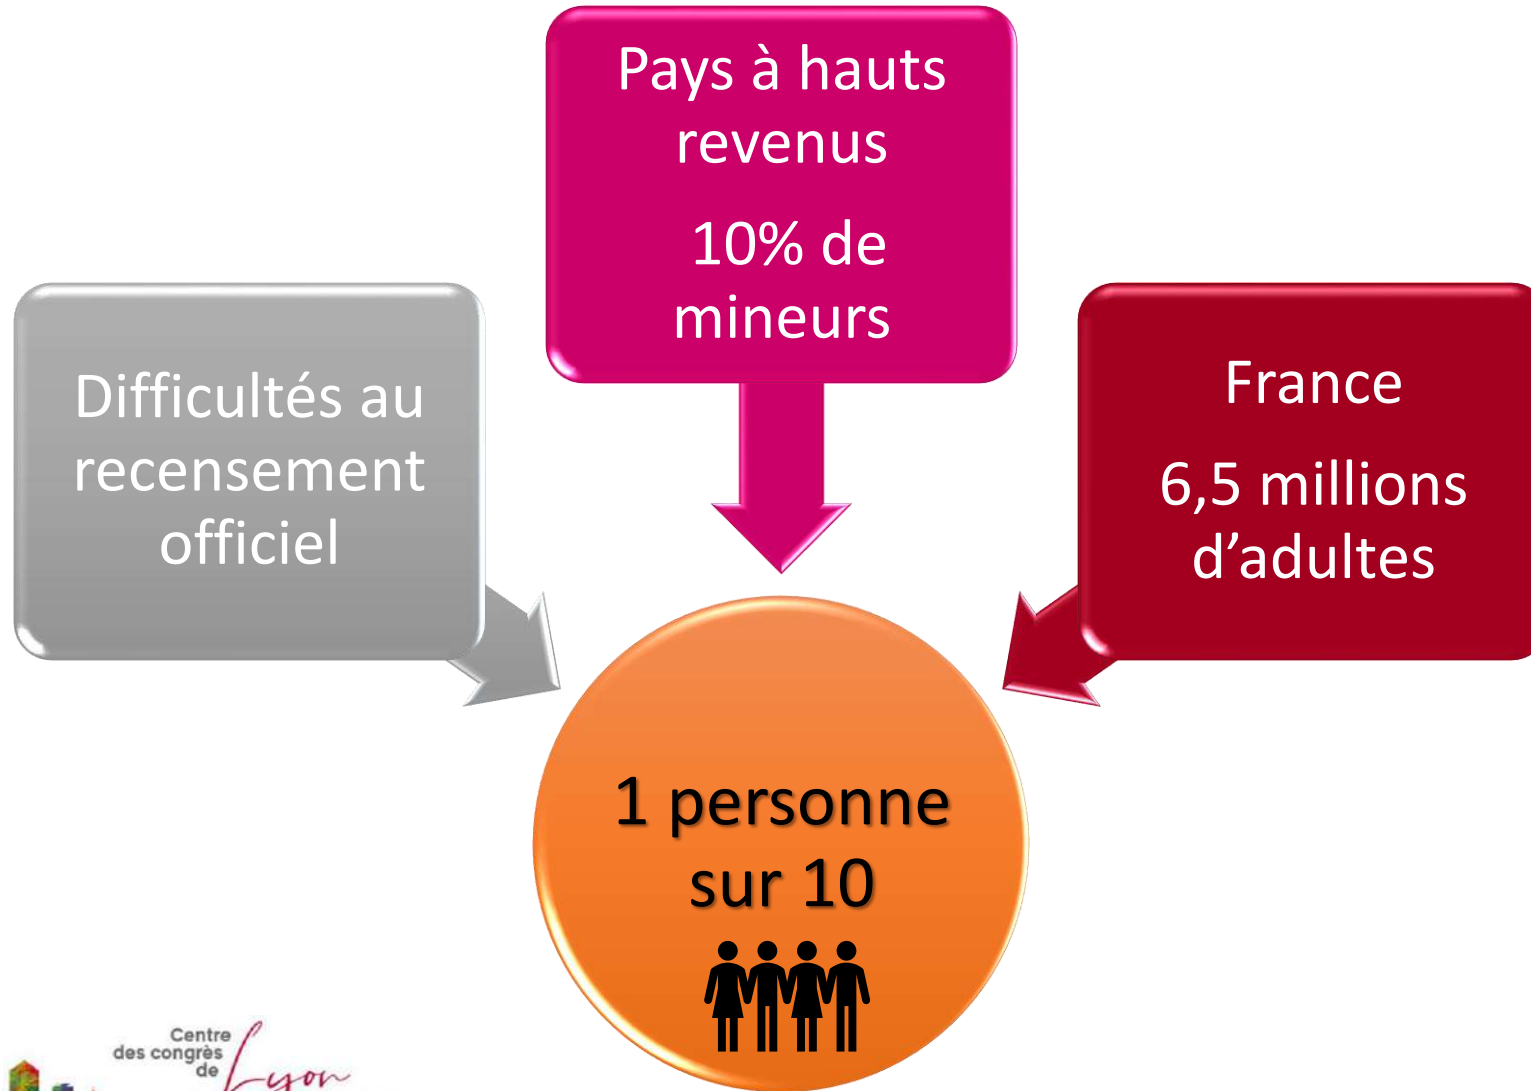 Pays à hauts
revenus
10% de
mineurs
Difficultés au
recensement
officiel
France
6,5 millions
d’adultes
1 personne
sur 10
Centre
des congrès
de
Lyon